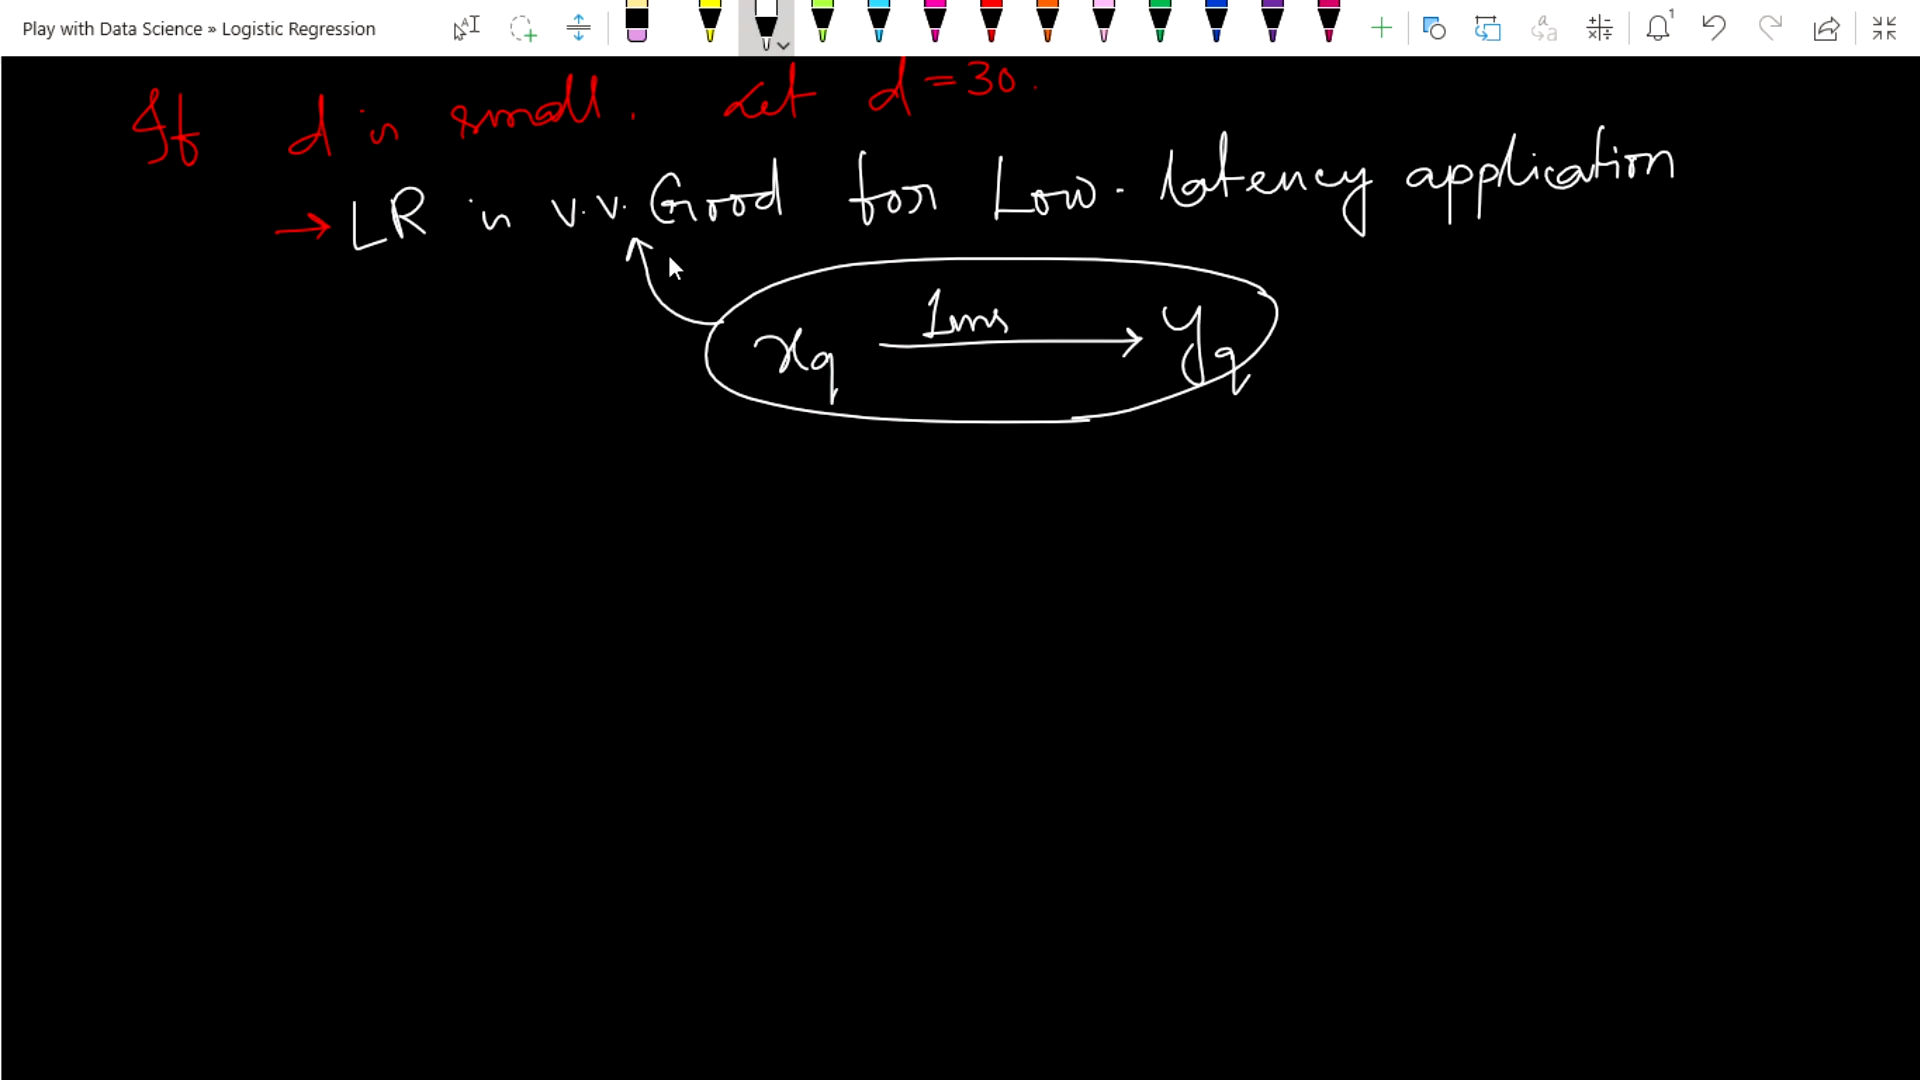 Play with Data Science » Logistic Regression
If d is small. Let d = 30.
→ LR is v.v. Good for Low-latency application
1ms
xq → yq